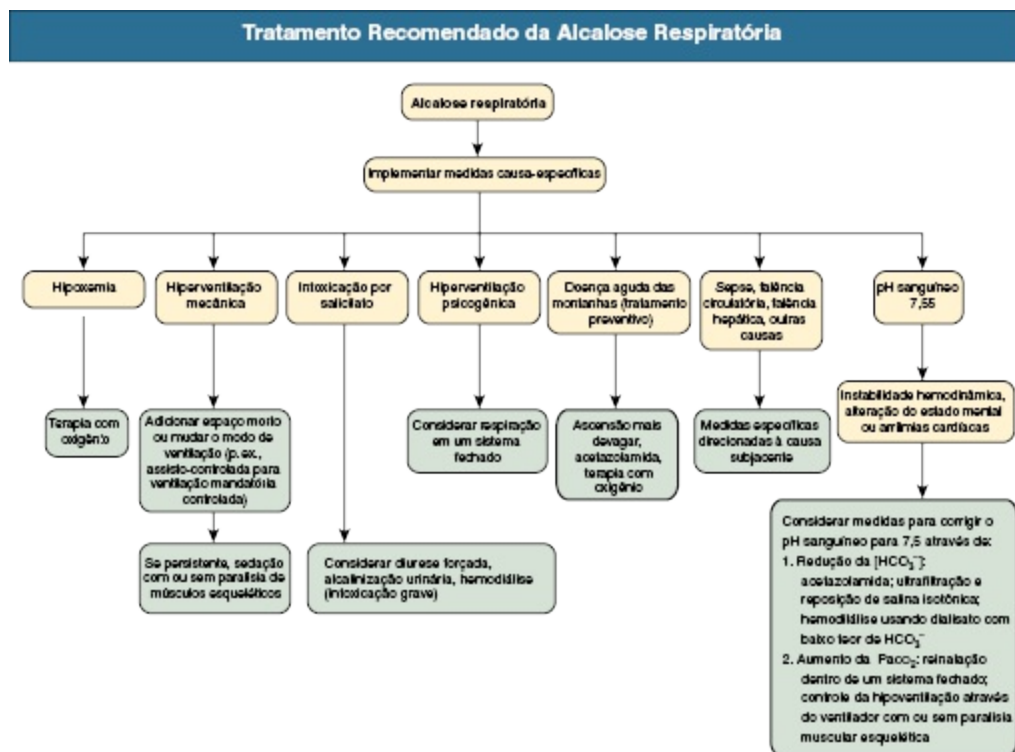 Tratamento Recomendado da Alcalose Respiratória
Alcalose respiratória
Implementar medidas causa-específicas
Hipoxemia
Terapia com
oxigênio
Hiperventilação
mecânica
Adicionar espaço morto
ou mudar o modo de
ventilação (p. ex.,
assisto-controlada para
ventilação mandatória
controlada)
Se persistente, sedação
com ou sem paralisia de
músculos esqueléticos
Intoxicação por
salicilato
Considerar diurese forçada,
alcalinização urinária, hemodiálise
(intoxicação grave)
Hiperventilação
psicogênica
Considerar respiração
em um sistema
fechado
Doença aguda das
montanhas (tratamento
preventivo)
Ascensão mais
devagar,
acetazolamida,
terapia com
oxigênio
Sepse, falência
circulatória, falência
hepática, outras
causas
Medidas específicas
direcionadas à causa
subjacente
pH sanguíneo
7,55
Instabilidade hemodinâmica,
alteração do estado mental
ou arritmias cardíacas
Considerar medidas para corrigir o
pH sanguíneo para 7,5 através de:
1. Redução da [HCO₃⁻]:
acetazolamida; ultrafiltração e
reposição de salina isotônica;
hemodiálise usando dialisato com
baixo teor de HCO₃⁻
2. Aumento da Paco₂: reinalação
dentro de um sistema fechado;
controle da hipoventilação através
do ventilador com ou sem paralisia
muscular esquelética